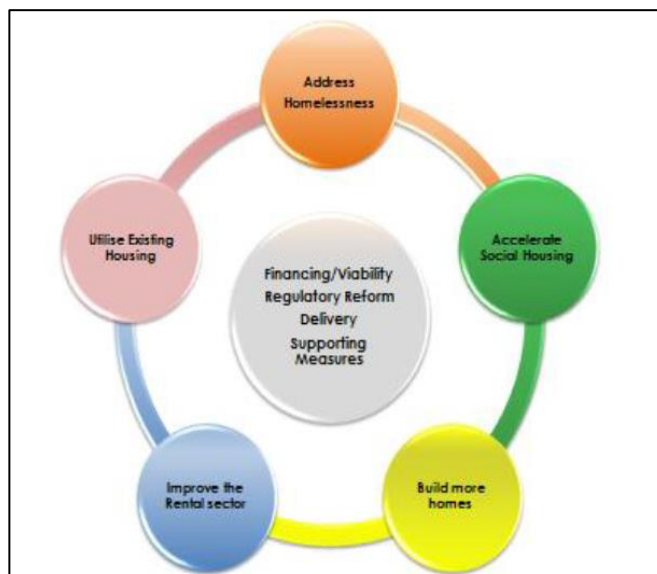 Address
Homelessness
Utilise Existing
Housing
Accelerate
Social Housing
Financing/Viability
Regulatory Reform
Delivery
Supporting
Measures
Improve the
Rental sector
Build more
homes